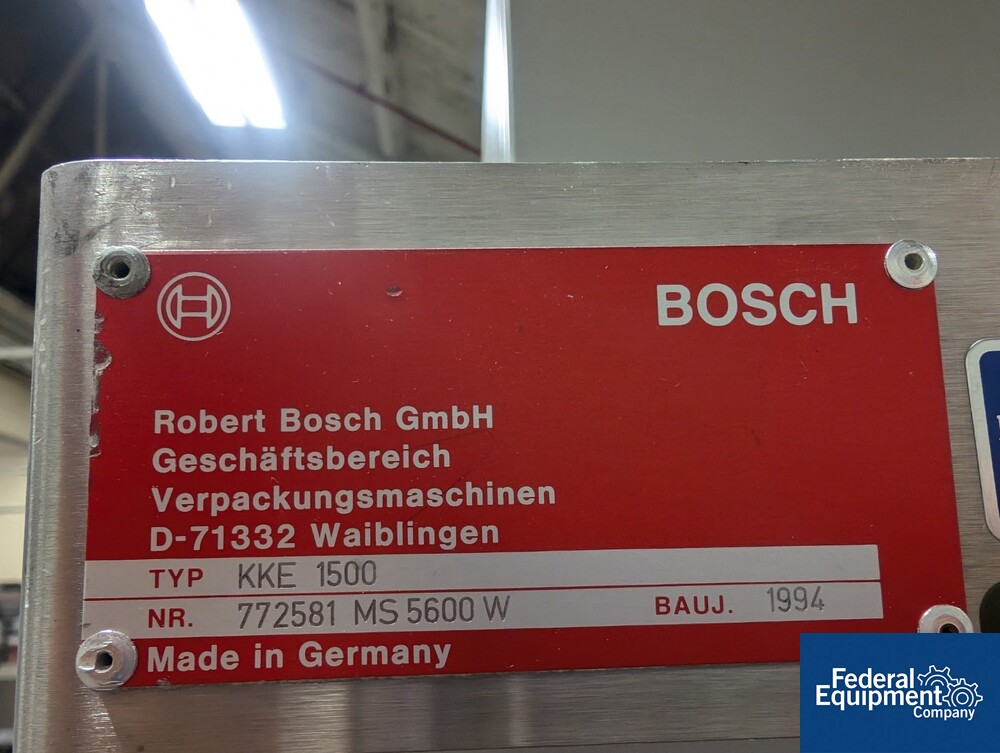 BOSCH
Robert Bosch GmbH
Geschäftsbereich
Verpackungsmaschinen
D-71332 Waiblingen
TYP KKE 1500
NR. 772581 MS 5600 W BAUJ. 1994
Made in Germany
Federal
Equipment
Company